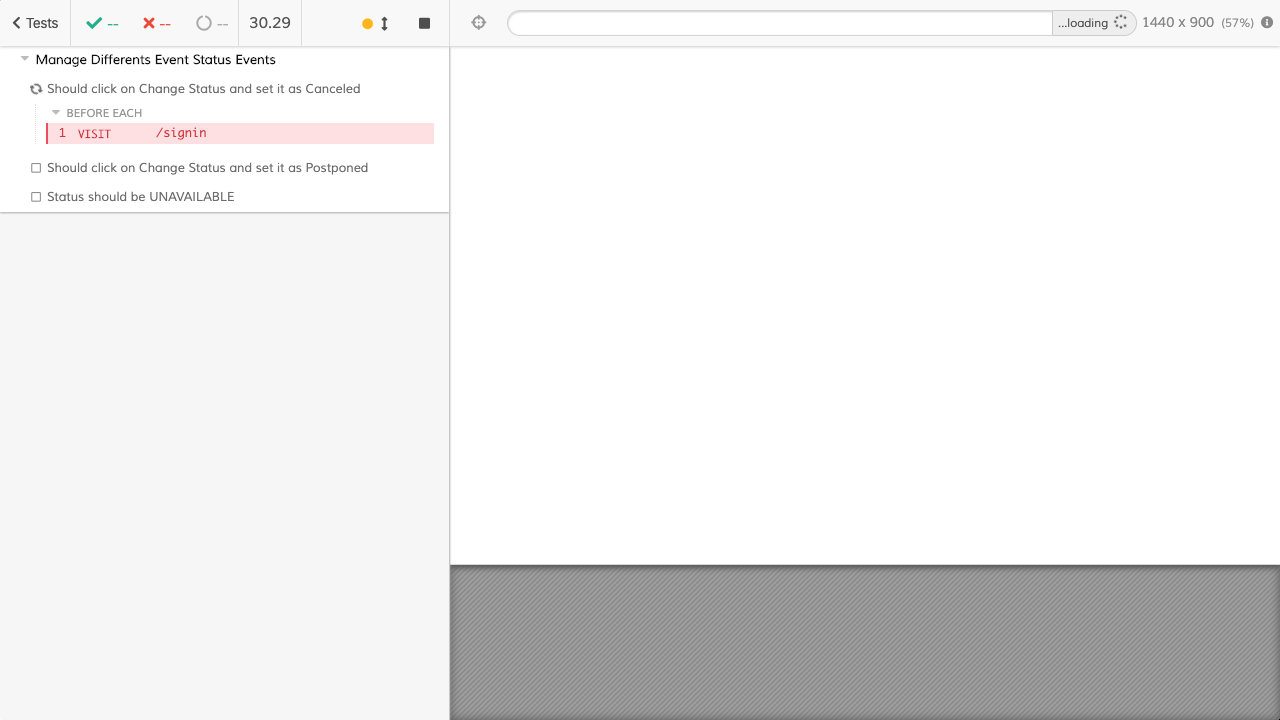 Tests -- -- -- 30.29
...loading 1440 x 900 (57%)
Manage Differents Event Status Events
Should click on Change Status and set it as Canceled
BEFORE EACH
1 VISIT /signin
Should click on Change Status and set it as Postponed
Status should be UNAVAILABLE